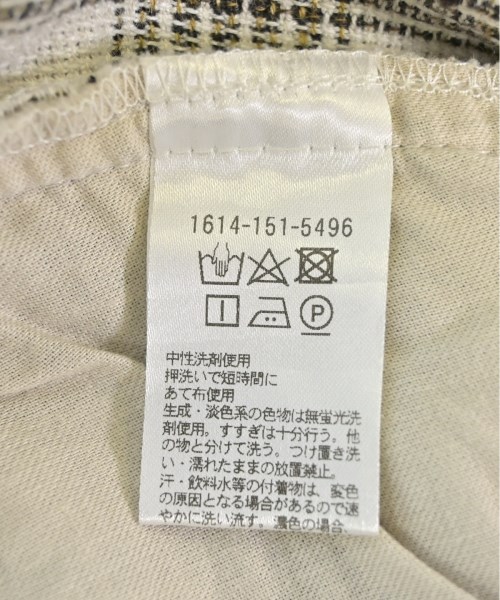 1614-151-5496
P
中性洗剤使用
押洗いで短時間に
あて布使用
生成・淡色系の色物は無蛍光洗
剤使用。すすぎは十分行う。他
の物と分けて洗う。つけ置き洗
い・濡れたままの放置禁止。
汗・飲料水等の付着物は、変色
の原因となる場合があるので速
やかに洗い流す。濃色の場合、